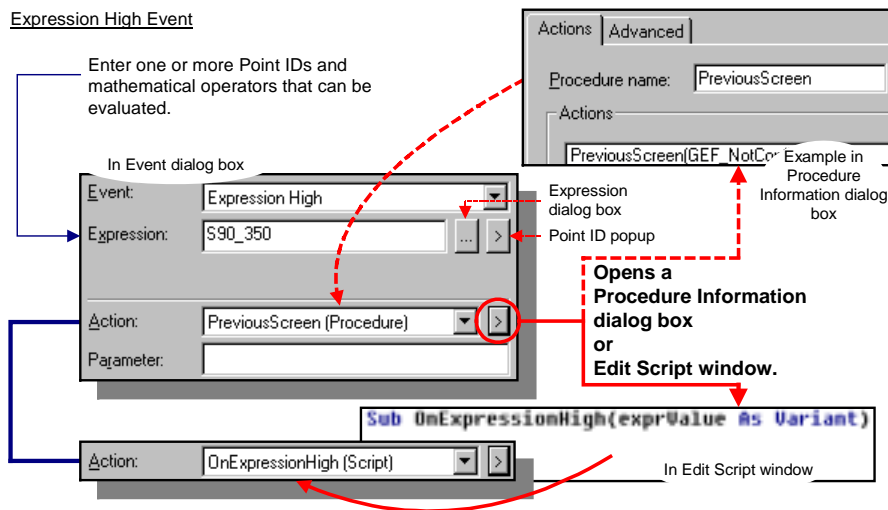 Expression High Event
Enter one or more Point IDs and
mathematical operators that can be
evaluated.
Actions
Advanced
Procedure name:
PreviousScreen
Actions
PreviousScreen(GEF_NotCon
Example in
Procedure
Information dialog
box
In Event dialog box
Event:
Expression High
Expression:
S90_350
...
>
Expression
dialog box
Point ID popup
Action:
PreviousScreen (Procedure)
>
Parameter:
Opens a
Procedure Information
dialog box
or
Edit Script window.
Sub OnExpressionHigh(exprValue As Variant)
In Edit Script window
Action:
OnExpressionHigh (Script)
>